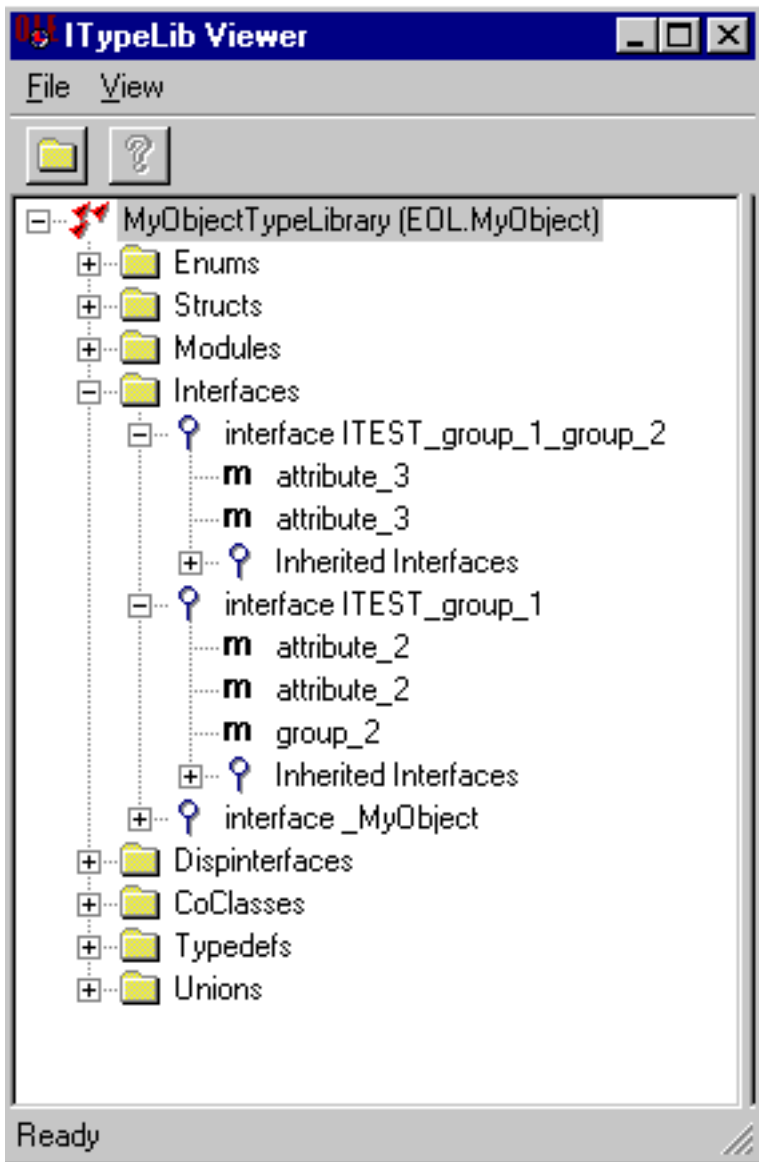 ITypeLib Viewer
File View
MyObjectTypeLibrary (EOL.MyObject)
Enums
Structs
Modules
Interfaces
interface ITEST_group_1_group_2
m attribute_3
m attribute_3
Inherited Interfaces
interface ITEST_group_1
m attribute_2
m attribute_2
m group_2
Inherited Interfaces
interface _MyObject
Dispinterfaces
CoClasses
Typedefs
Unions
Ready